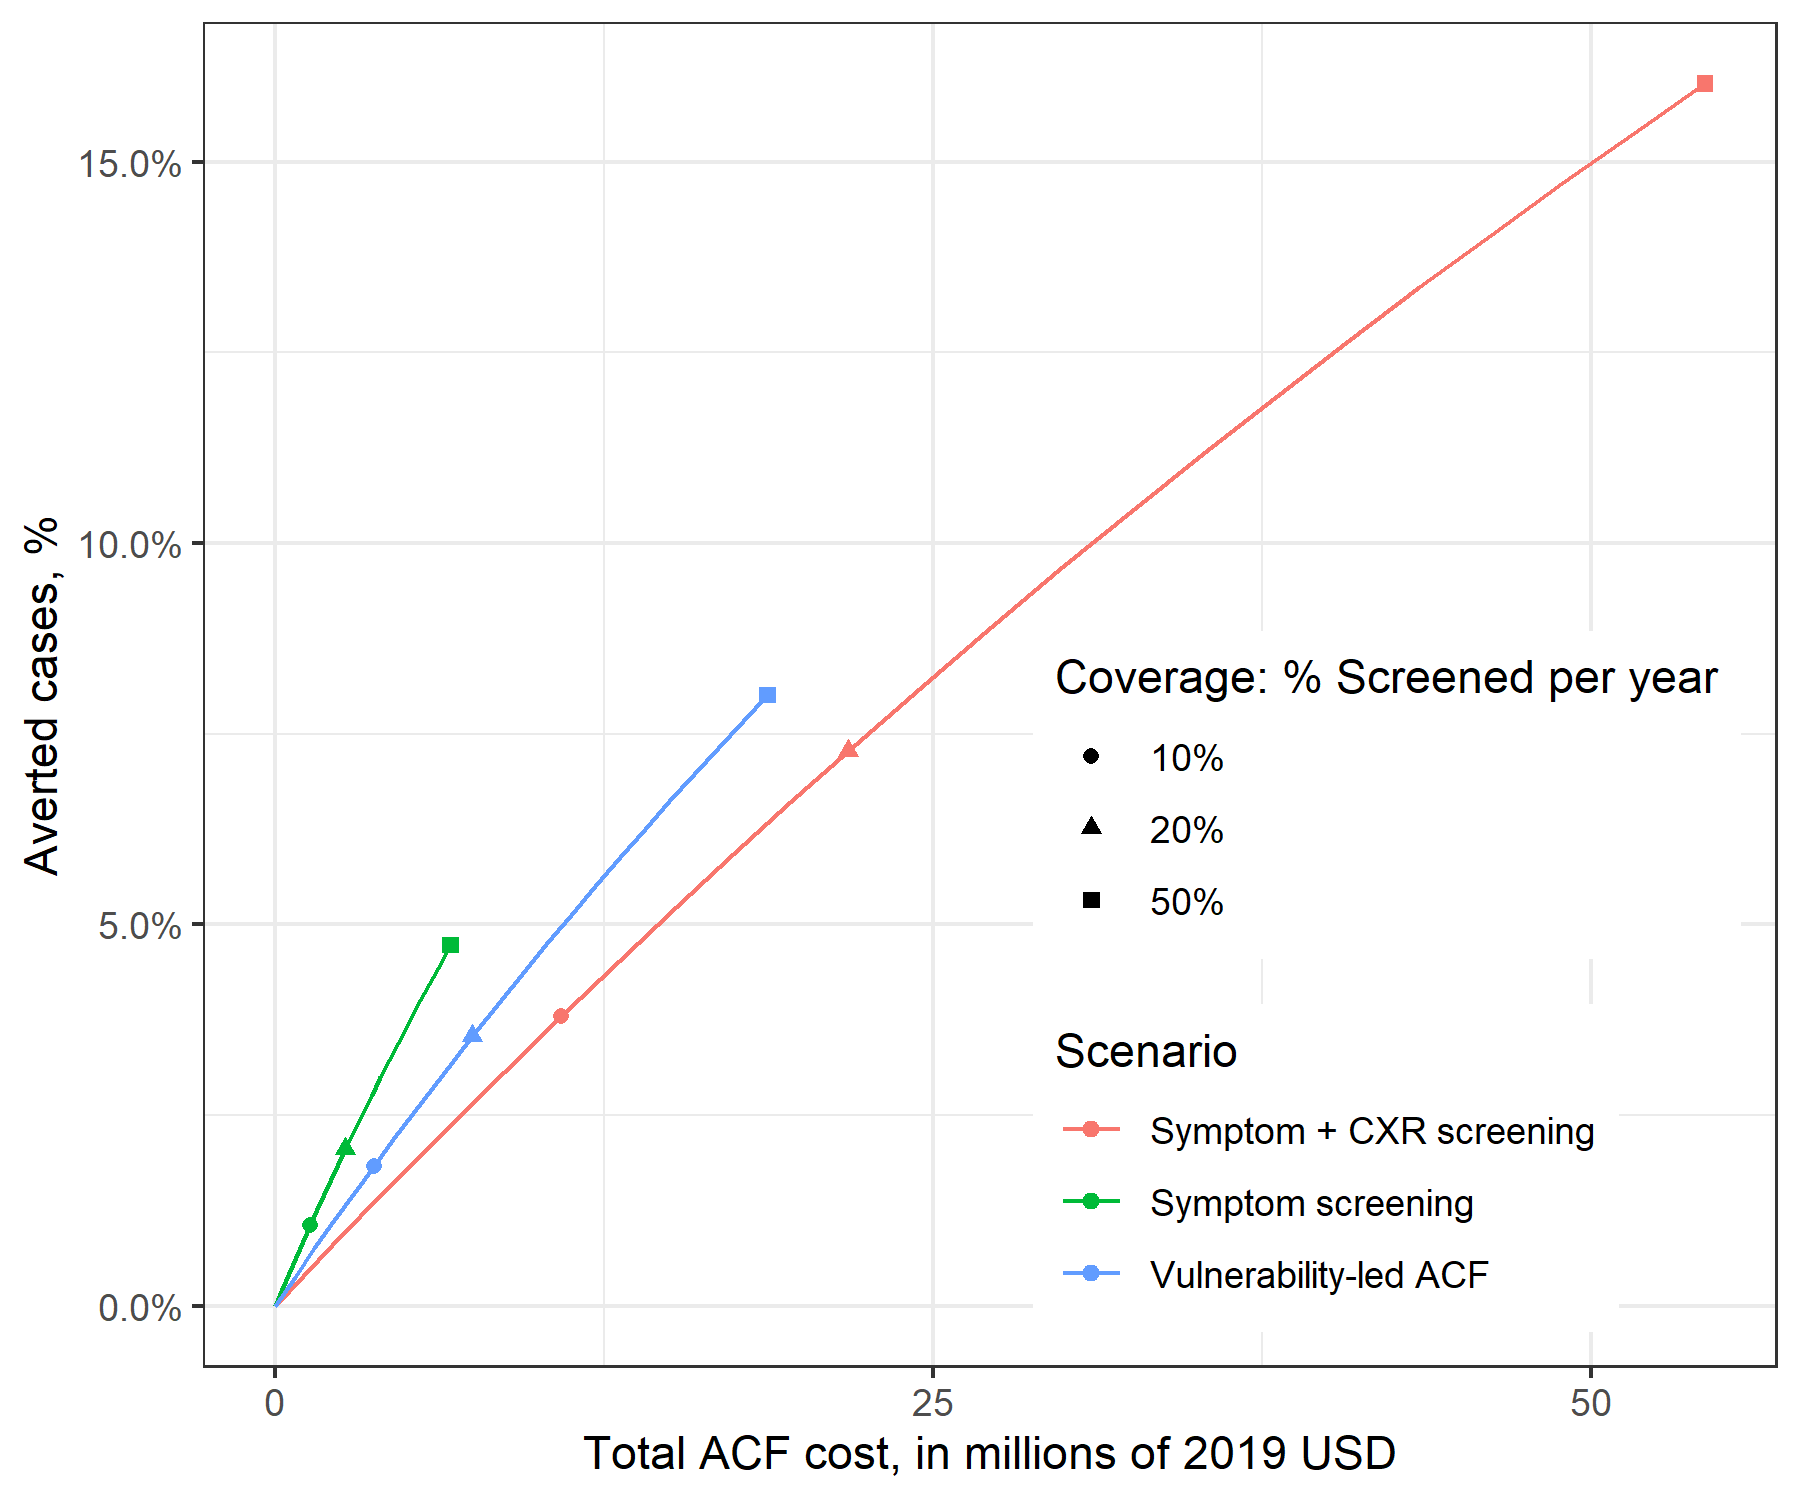 15.0%
10.0%
5.0%
0.0%
Averted cases, %
0
25
50
Total ACF cost, in millions of 2019 USD
Coverage: % Screened per year
10%
20%
50%
Scenario
Symptom + CXR screening
Symptom screening
Vulnerability-led ACF